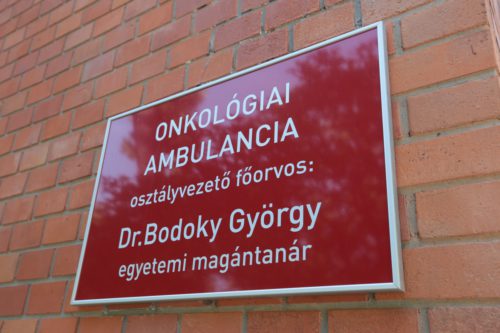 ONKOLÓGIAI
AMBULANCIA
osztályvezető főorvos:
Dr.Bodoky György
egyetemi magántanár